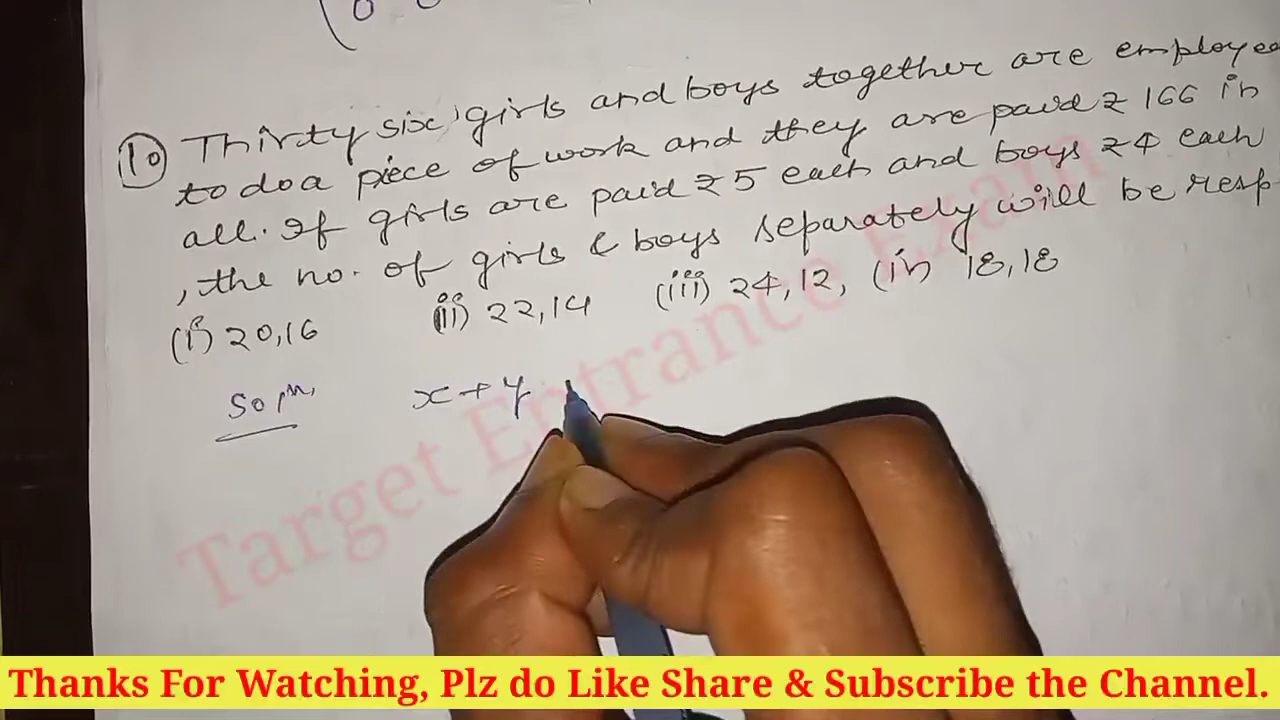 (10) Thirty six girls and boys together are employee
to do a piece of work and they are paid ₹ 166 in
all. If girls are paid ₹5 each and boys ₹4 each
, the no. of girls & boys separately will be resp.
(i) 20,16 (ii) 22,14 (iii) 24,12, (iv) 18,18
Solⁿ, x+y
Target Entrance Exam
Thanks For Watching, Plz do Like Share & Subscribe the Channel.